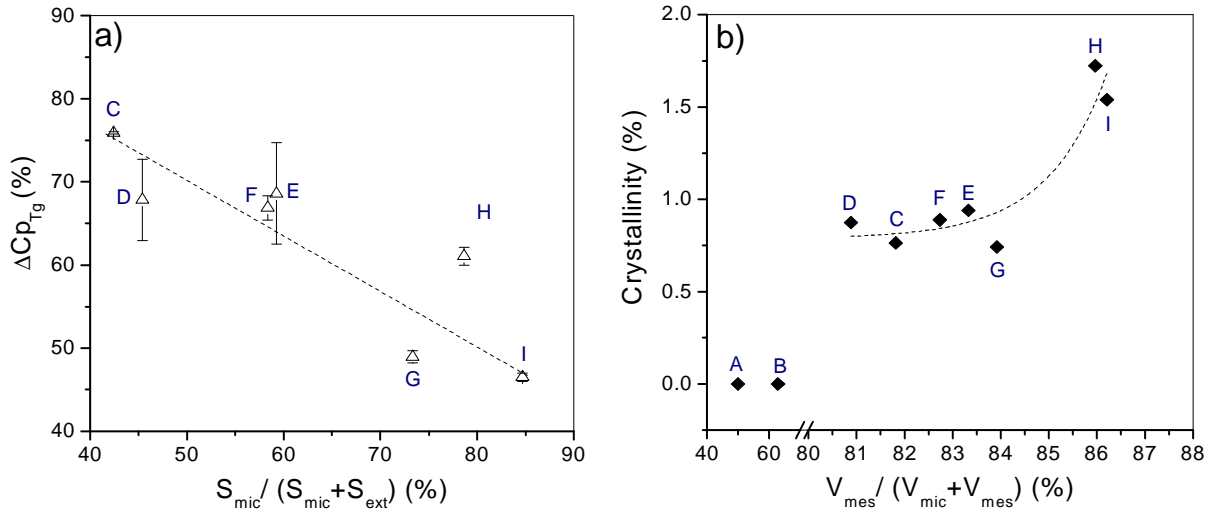 a)
90
80
70
60
50
40
ΔCp_Tg (%)
C
D
F
E
H
G
I
40 50 60 70 80 90
S_mic/ (S_mic+S_ext) (%)
b)
2.0
1.5
1.0
0.5
0.0
Crystallinity (%)
H
I
D
C
F
E
G
A
B
40 60 80 81 82 83 84 85 86 87 88
V_mes/ (V_mic+V_mes) (%)